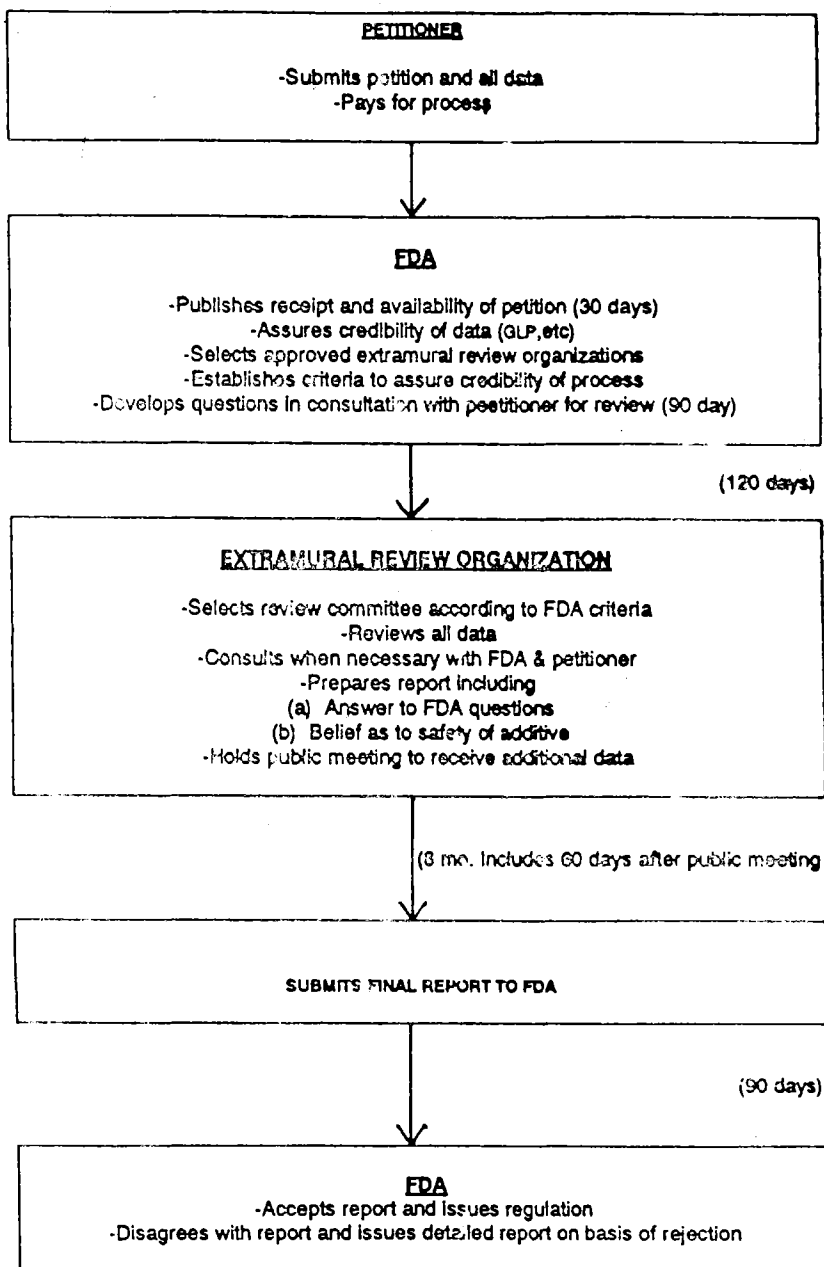 PETITIONER
-Submits petition and all data
-Pays for process
FDA
-Publishes receipt and availability of petition (30 days)
-Assures credibility of data (GLP,etc)
-Selects approved extramural review organizations
-Establishes criteria to assure credibility of process
-Develops questions in consultation with peetitioner for review (90 day)
(120 days)
EXTRAMURAL REVIEW ORGANIZATION
-Selects review committee according to FDA criteria
-Reviews all data
-Consults when necessary with FDA & petitioner
-Prepares report including
(a) Answer to FDA questions
(b) Belief as to safety of additive
-Holds public meeting to receive additional data
mo. Includes 60 days after public meeting
SUBMITS FINAL REPORT TO FDA
(90 days)
FDA
-Accepts report and issues regulation
-Disagrees with report and issues detailed report on basis of rejection